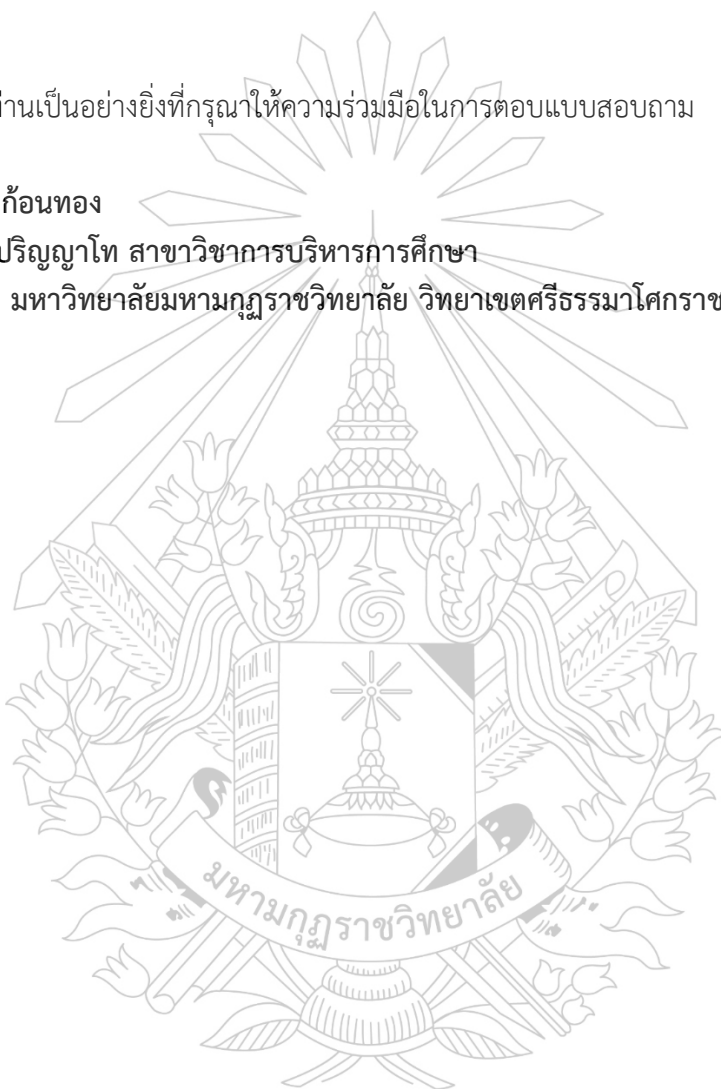 ท่านเป็นอย่างยิ่งที่กรุณาให้ความร่วมมือในการตอบแบบสอบถาม
ก้อนทอง
ปริญญาโท สาขาวิชาการบริหารการศึกษา
มหาวิทยาลัยมหามกุฏราชวิทยาลัย วิทยาเขตศรีธรรมาโศกราช
มหามกุฏราชวิทยาลัย